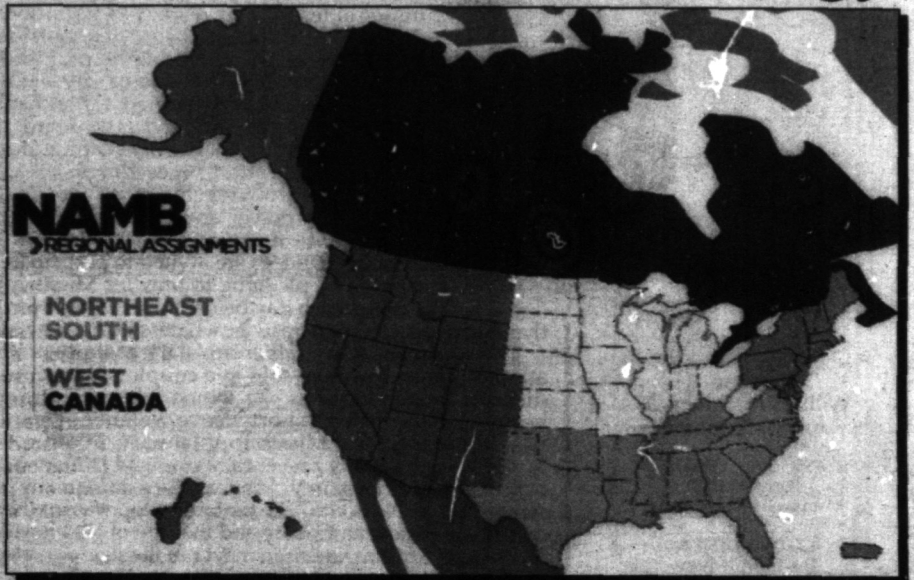 NAMB
REGIONAL ASSIGNMENTS
NORTHEAST
SOUTH
WEST
CANADA